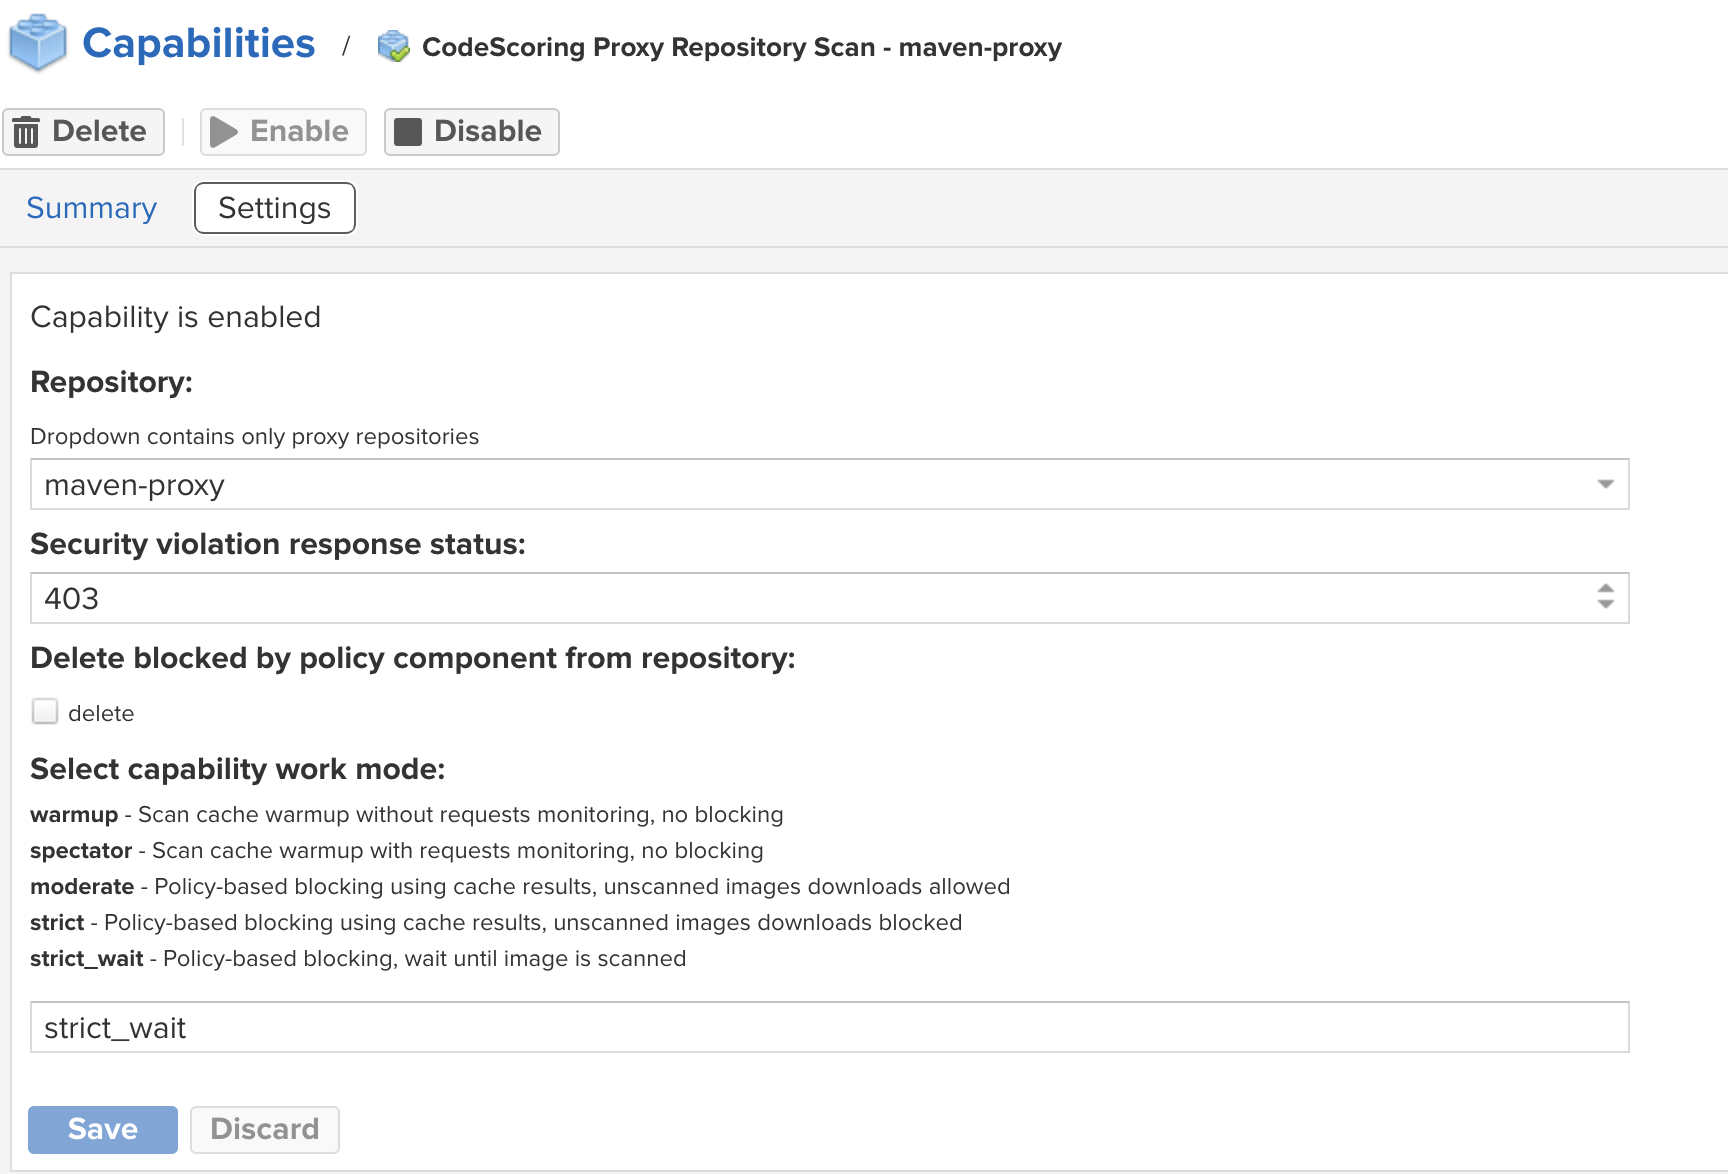 Capabilities / CodeScoring Proxy Repository Scan - maven-proxy
Delete Enable Disable
Summary Settings
Capability is enabled
Repository:
Dropdown contains only proxy repositories
maven-proxy
Security violation response status:
403
Delete blocked by policy component from repository:
delete
Select capability work mode:
warmup - Scan cache warmup without requests monitoring, no blocking
spectator - Scan cache warmup with requests monitoring, no blocking
moderate - Policy-based blocking using cache results, unscanned images downloads allowed
strict - Policy-based blocking using cache results, unscanned images downloads blocked
strict_wait - Policy-based blocking, wait until image is scanned
strict_wait
Save Discard